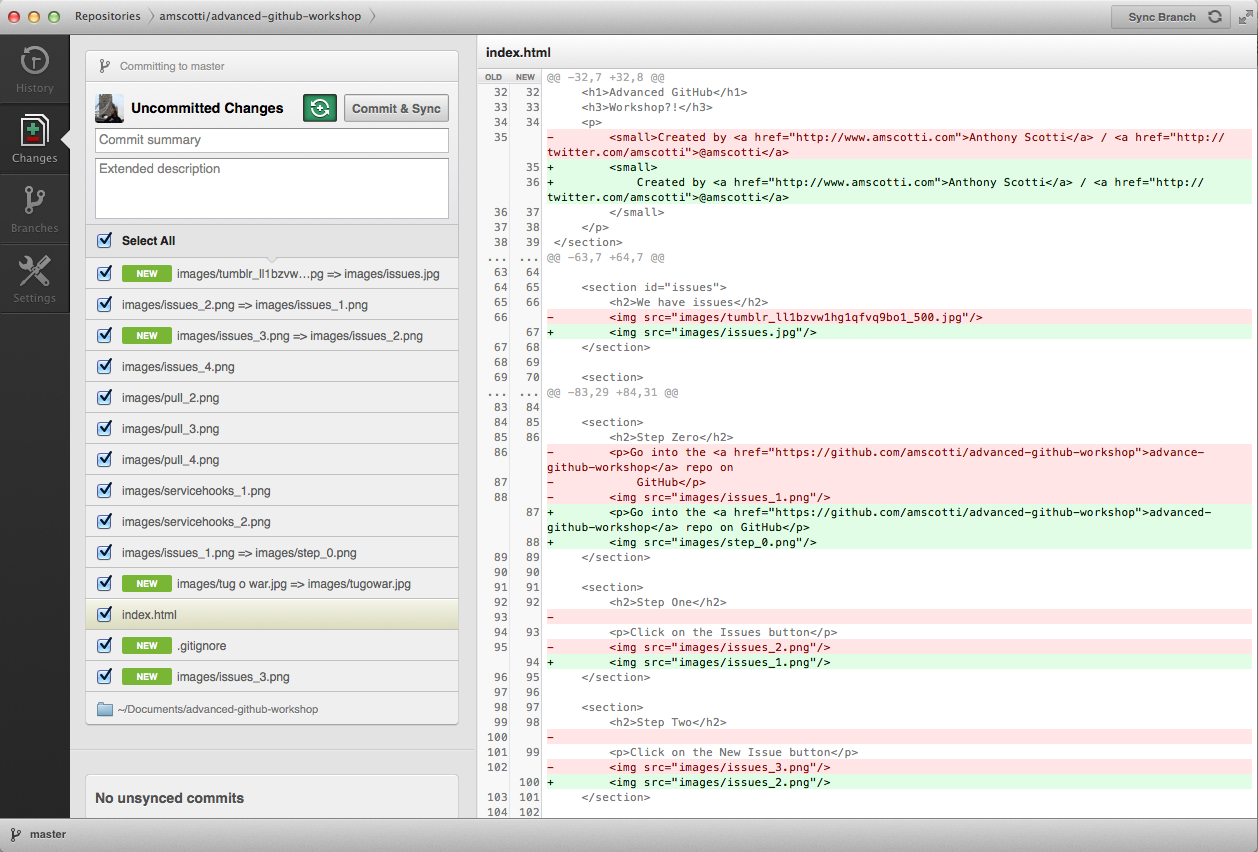 Repositories
amscotti/advanced-github-workshop
Sync Branch
History
Changes
Branches
Settings
Committing to master
Uncommitted Changes
Commit & Sync
Commit summary
Extended description
Select All
NEW images/tumblr_ll1bzvw...pg => images/issues.jpg
images/issues_2.png => images/issues_1.png
NEW images/issues_3.png => images/issues_2.png
images/issues_4.png
images/pull_2.png
images/pull_3.png
images/pull_4.png
images/servicehooks_1.png
images/servicehooks_2.png
images/issues_1.png => images/step_0.png
NEW images/tug o war.jpg => images/tugowar.jpg
index.html
NEW .gitignore
NEW images/issues_3.png
~/Documents/advanced-github-workshop
No unsynced commits
index.html
OLD NEW @@ -32,7 +32,8 @@
32 32 <h1>Advanced GitHub</h1>
33 33 <h3>Workshop?!</h3>
34 34 <p>
35 - <small>Created by <a href="http://www.amscotti.com">Anthony Scotti</a> / <a href="http://
twitter.com/amscotti">@amscotti</a>
35 + <small>
36 + Created by <a href="http://www.amscotti.com">Anthony Scotti</a> / <a href="http://
twitter.com/amscotti">@amscotti</a>
36 37 </small>
37 38 </p>
38 39 </section>
... ... @@ -63,7 +64,7 @@
63 64
64 65 <section id="issues">
65 66 <h2>We have issues</h2>
66 - <img src="images/tumblr_ll1bzvw1hg1qfvq9bo1_500.jpg"/>
67 + <img src="images/issues.jpg"/>
67 68 </section>
68 69
69 70 <section>
... ... @@ -83,29 +84,31 @@
83 84
84 85 <section>
85 86 <h2>Step Zero</h2>
86 - <p>Go into the <a href="https://github.com/amscotti/advanced-github-workshop">advance-
github-workshop</a> repo on
87 - GitHub</p>
88 - <img src="images/issues_1.png"/>
87 + <p>Go into the <a href="https://github.com/amscotti/advanced-github-workshop">advanced-
github-workshop</a> repo on GitHub</p>
88 + <img src="images/step_0.png"/>
89 89 </section>
90 90
91 91 <section>
92 92 <h2>Step One</h2>
93 -
94 93 <p>Click on the Issues button</p>
95 - <img src="images/issues_2.png"/>
94 + <img src="images/issues_1.png"/>
96 95 </section>
97 96
98 97 <section>
99 98 <h2>Step Two</h2>
100 -
101 99 <p>Click on the New Issue button</p>
102 - <img src="images/issues_3.png"/>
100 + <img src="images/issues_2.png"/>
103 101 </section>
104 102
master